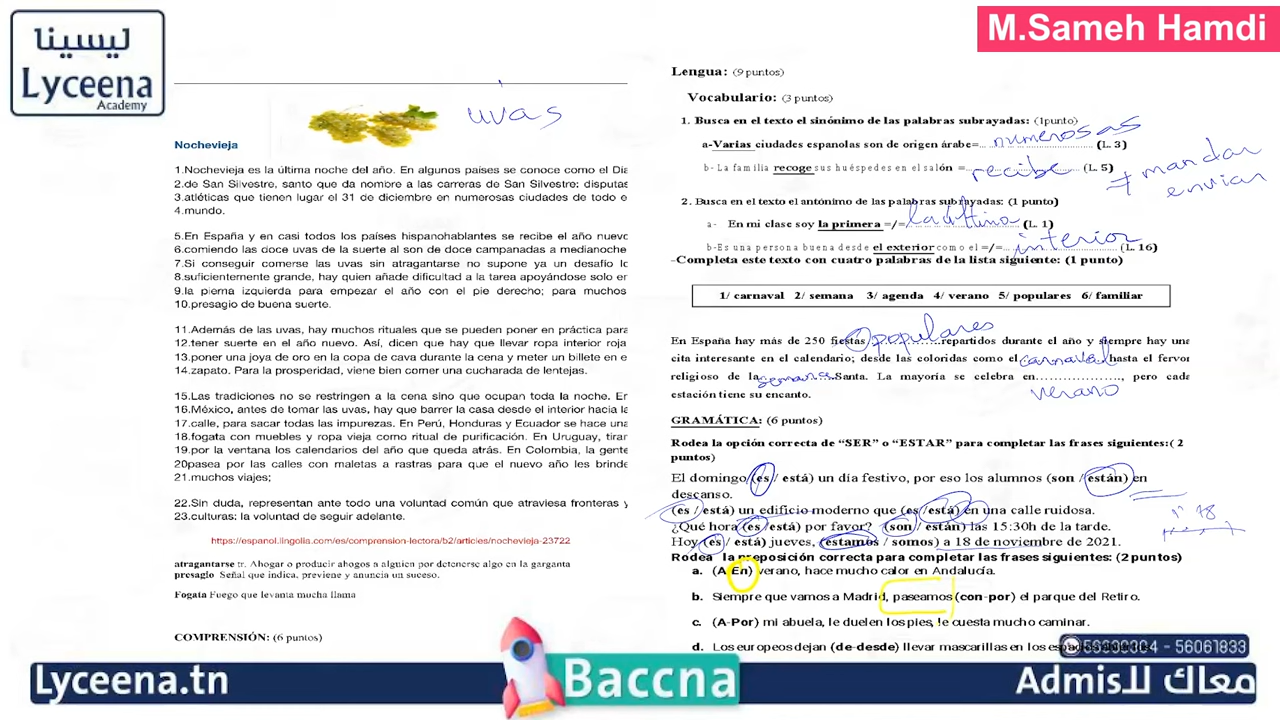 ليسينا
Lyceena
Academy
M.Sameh Hamdi
uvas
Nochevieja
1.Nochevieja es la última noche del año. En algunos países se conoce como el Día
2.de San Silvestre, santo que da nombre a las carreras de San Silvestre: disputas
3.atléticas que tienen lugar el 31 de diciembre en numerosas ciudades de todo e
4.mundo.
5.En España y en casi todos los países hispanohablantes se recibe el año nuevo
6.comiendo las doce uvas de la suerte al son de doce campanadas a medianoche
7.Si conseguir comerse las uvas sin atragantarse no supone ya un desafío lo
8.suficientemente grande, hay quien añade dificultad a la tarea apoyándose solo en
9.la pierna izquierda para empezar el año con el pie derecho; para muchos
10.presagio de buena suerte.
11.Además de las uvas, hay muchos rituales que se pueden poner en práctica para
12.tener suerte en el año nuevo. Así, dicen que hay que llevar ropa interior roja
13.poner una joya de oro en la copa de cava durante la cena y meter un billete en e
14.zapato. Para la prosperidad, viene bien comer una cucharada de lentejas.
15.Las tradiciones no se restringen a la cena sino que ocupan toda la noche. En
16.México, antes de tomar las uvas, hay que barrer la casa desde el interior hacia la
17.calle, para sacar todas las impurezas. En Perú, Honduras y Ecuador se hace una
18.fogata con muebles y ropa vieja como ritual de purificación. En Uruguay, tirar
19.por la ventana los calendarios del año que queda atrás. En Colombia, la gente
20pasea por las calles con maletas a rastras para que el nuevo año les brinde
21.muchos viajes;
22.Sin duda, representan ante todo una voluntad común que atraviesa fronteras y
23.culturas: la voluntad de seguir adelante.
https://espanol.lingolia.com/es/comprension-lectora/b2/articles/nochevieja-23722
atragantarse tr. Ahogar o producir ahogos a alguien por detenerse algo en la garganta
presagio Señal que indica, previene y anuncia un suceso.
Fogata Fuego que levanta mucha llama
COMPRENSIÓN: (6 puntos)
Lengua: (9 puntos)
Vocabulario: (3 puntos)
1. Busca en el texto el sinónimo de las palabras subrayadas: (1punto)
a-Varias ciudades espanolas son de origen árabe= numerosas (L. 3)
b- La familia recoge sus huéspedes en el salón = recibe (L. 5)
≠ mandar
enviar
2. Busca en el texto el antónimo de las palabras subrayadas: (1 punto)
a- En mi clase soy la primera =/= (L. 1)
b-Es una persona buena desde el exterior como el =/= interior (L. 16)
-Completa este texto con cuatro palabras de la lista siguiente: (1 punto)
1/ carnaval 2/ semana 3/ agenda 4/ verano 5/ populares 6/ familiar
En España hay más de 250 fiestas populares repartidos durante el año y siempre hay una
cita interesante en el calendario; desde las coloridas como el carnaval hasta el fervor
religioso de la semana Santa. La mayoría se celebra en…………………, pero cada
verano
estación tiene su encanto.
GRAMÁTICA: (6 puntos)
Rodea la opción correcta de “SER” o “ESTAR” para completar las frases siguientes:( 2
puntos)
El domingo (es / está) un día festivo, por eso los alumnos (son / están) en
descanso.
(es / está) un edificio moderno que (es / está) en una calle ruidosa.
¿Qué hora (es / está) por favor? (son / están) las 15:30h de la tarde.
18
Hoy (es / está) jueves, (estamos / somos) a 18 de noviembre de 2021.
Rodea la preposición correcta para completar las frases siguientes: (2 puntos)
a. (A-En) verano, hace mucho calor en Andalucía.
b. Siempre que vamos a Madrid, paseamos (con-por) el parque del Retiro.
c. (A-Por) mi abuela, le duelen los pies, le cuesta mucho caminar.
d. Los europeos dejan (de-desde) llevar mascarillas en los
- 56061833
Lyceena.tn
Baccna
معاك للـAdmis